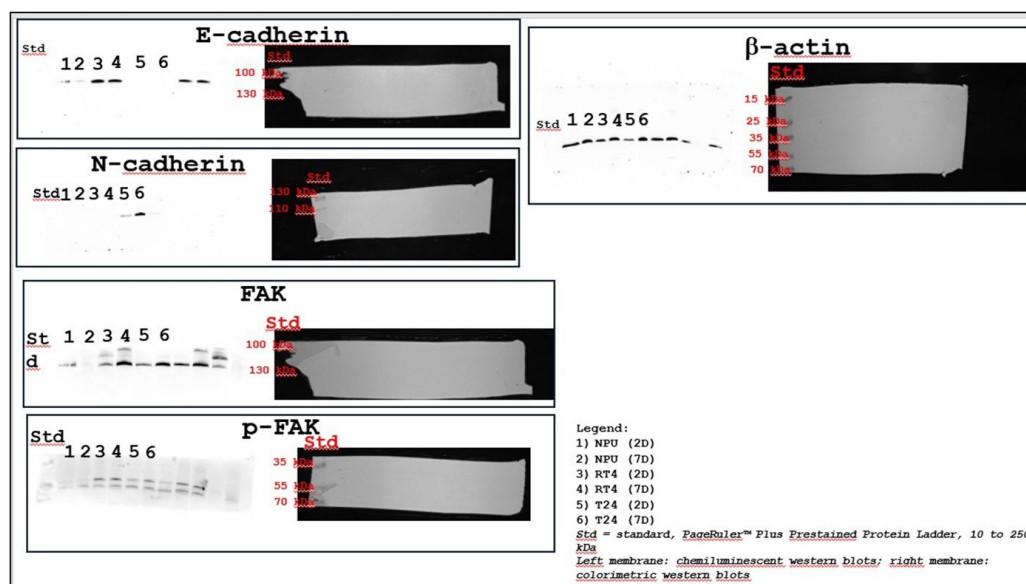 E-cadherin
Std
1 2 3 4 5 6
Std
100 kDa
130 kDa
β-actin
Std
1 2 3 4 5 6
Std
15 kDa
25 kDa
35 kDa
55 kDa
70 kDa
N-cadherin
Std 1 2 3 4 5 6
Std
130 kDa
110 kDa
FAK
St
d
1 2 3 4 5 6
Std
100 kDa
130 kDa
p-FAK
Std
1 2 3 4 5 6
Std
35 kDa
55 kDa
70 kDa
Legend:
1) NPU (2D)
2) NPU (7D)
3) RT4 (2D)
4) RT4 (7D)
5) T24 (2D)
6) T24 (7D)
Std = standard, PageRuler™ Plus Prestained Protein Ladder, 10 to 250
kDa
Left membrane: chemiluminescent western blots; right membrane:
colorimetric western blots